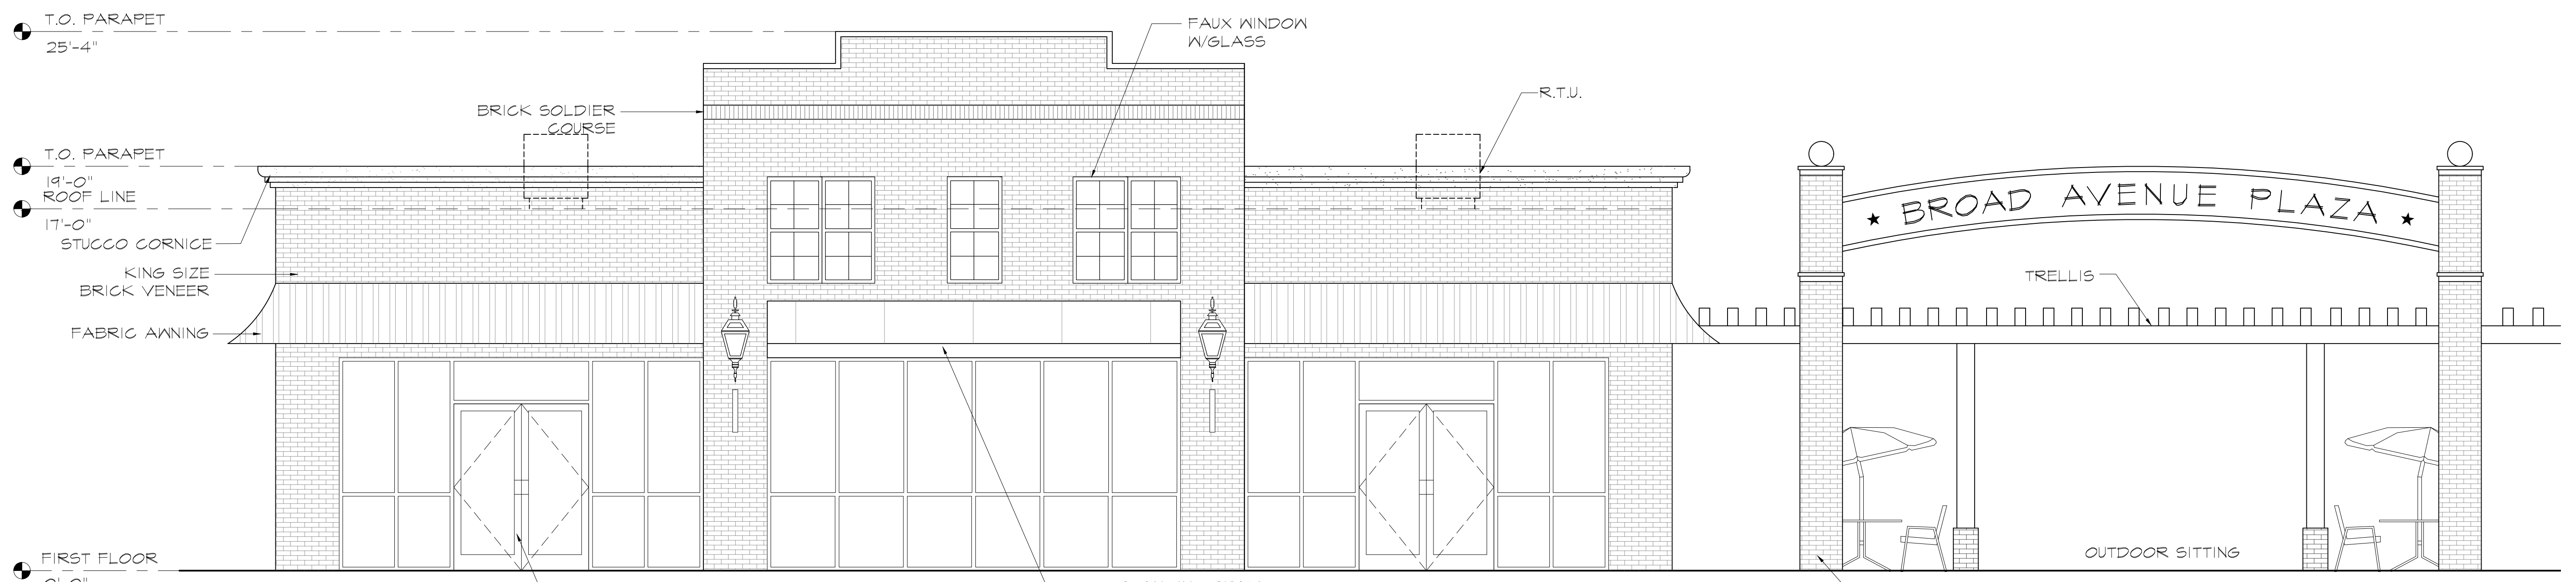 T.O. PARAPET
25'-4"
FAUX WINDOW
W/GLASS
BRICK SOLDIER
COURSE
R.T.U.
T.O. PARAPET
19'-0"
ROOF LINE
17'-0"
STUCCO CORNICE
KING SIZE
BRICK VENEER
FABRIC AWNING
★ BROAD AVENUE PLAZA ★
TRELLIS
OUTDOOR SITTING
FIRST FLOOR